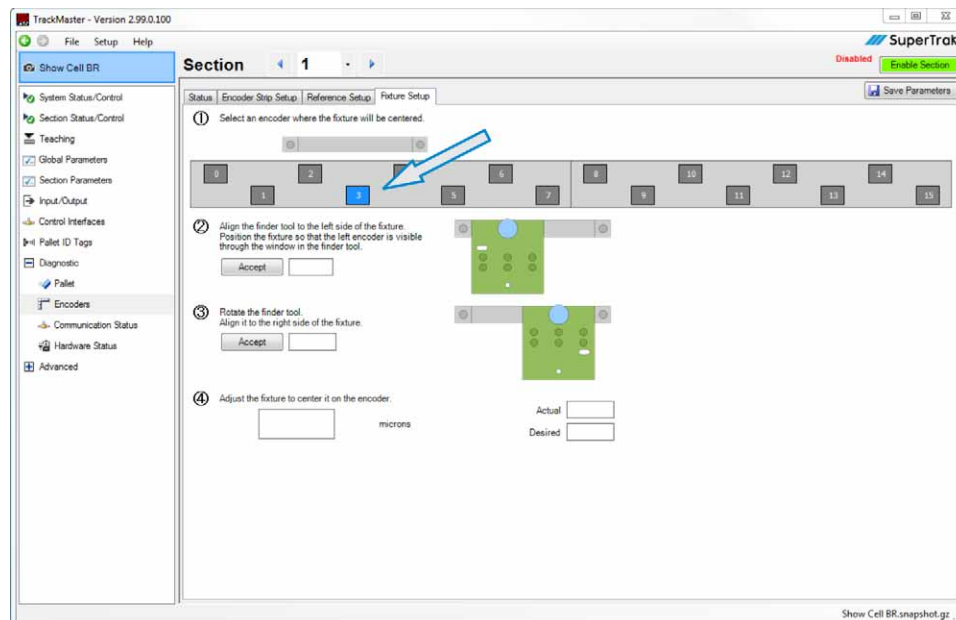 TrackMaster - Version 2.99.0.100
File Setup Help
SuperTrak
Show Cell BR
Section 1
Disabled
Enable Section
Save Parameters
System Status/Control
Section Status/Control
Teaching
Global Parameters
Section Parameters
Input/Output
Control Interfaces
Pallet ID Tags
Diagnostic
Pallet
Encoders
Communication Status
Hardware Status
Advanced
Status Encoder Strip Setup Reference Setup Fixture Setup
1 Select an encoder where the fixture will be centered.
0 2 6 8 10 12 14
1 3 5 7 9 11 13 15
2 Align the finder tool to the left side of the fixture.
Position the fixture so that the left encoder is visible
through the window in the finder tool.
Accept
3 Rotate the finder tool.
Align it to the right side of the fixture.
Accept
4 Adjust the fixture to center it on the encoder.
microns
Actual
Desired
Show Cell BR.snapshot.gz